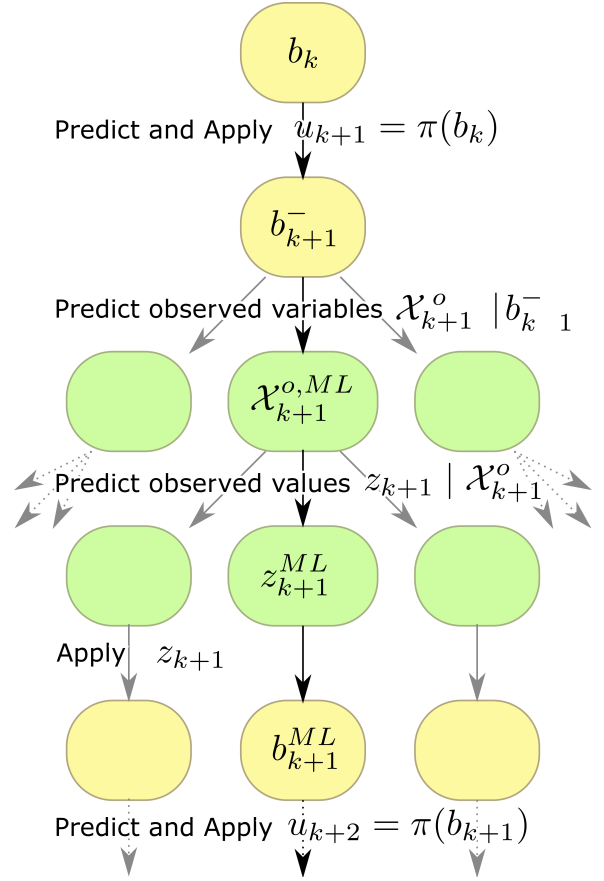 b_k
Predict and Apply u_{k+1} = π(b_k)
b^-_{k+1}
Predict observed variables 𝒳^o_{k+1} | b^-_{k 1}
𝒳^{o,ML}_{k+1}
Predict observed values z_{k+1} | 𝒳^o_{k+1}
z^{ML}_{k+1}
Apply z_{k+1}
b^{ML}_{k+1}
Predict and Apply u_{k+2} = π(b_{k+1})